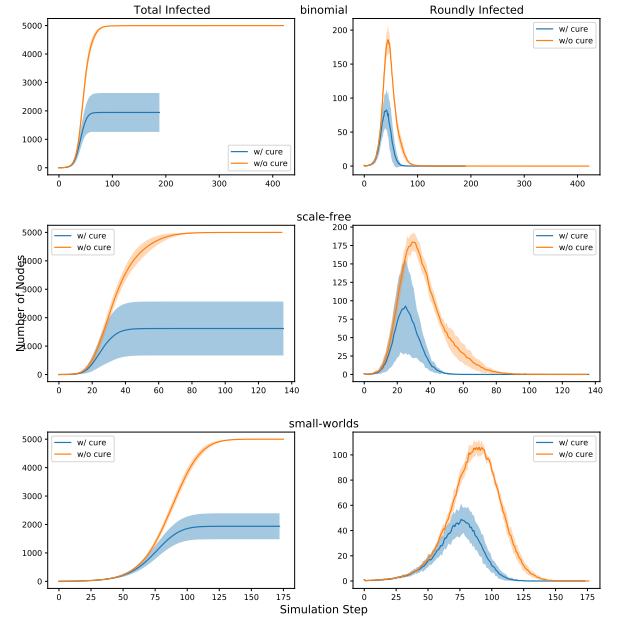 Total Infected
binomial
Roundly Infected
5000
4000
3000
2000
1000
0
0 100 200 300 400
w/ cure
w/o cure
200
150
100
50
0
0 100 200 300 400
w/ cure
w/o cure
scale-free
Number of Nodes
5000
4000
3000
2000
1000
0
0 20 40 60 80 100 120 140
w/ cure
w/o cure
200
175
150
125
100
75
50
25
0
0 20 40 60 80 100 120 140
w/ cure
w/o cure
small-worlds
5000
4000
3000
2000
1000
0
0 25 50 75 100 125 150 175
w/ cure
w/o cure
100
80
60
40
20
0
0 25 50 75 100 125 150 175
w/ cure
w/o cure
Simulation Step